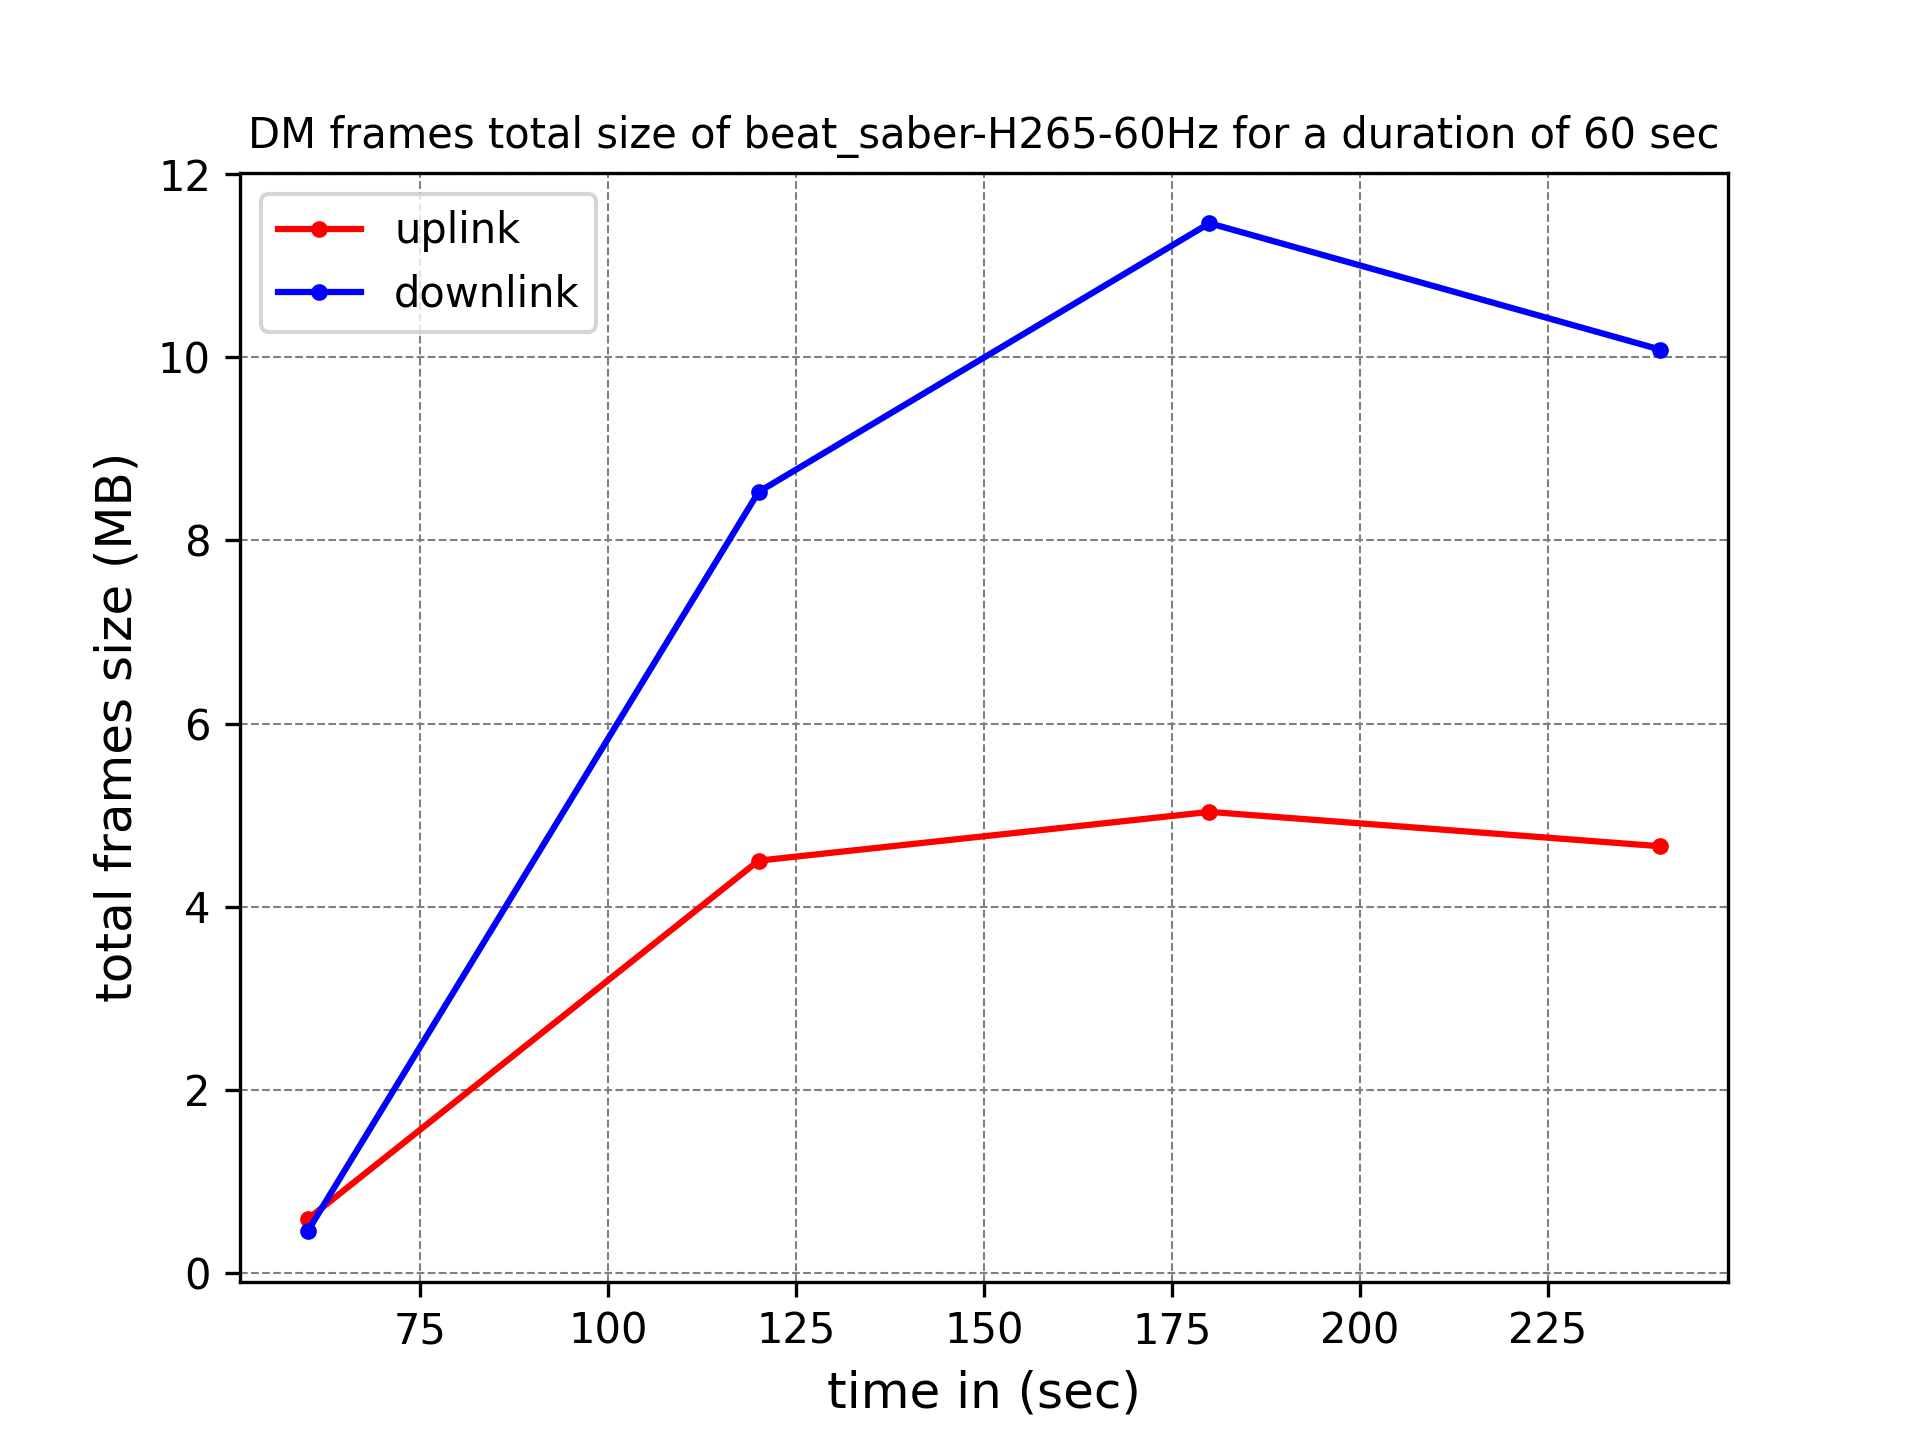 DM frames total size of beat_saber-H265-60Hz for a duration of 60 sec
12
10
8
6
4
2
0
uplink
downlink
total frames size (MB)
75 100 125 150 175 200 225
time in (sec)